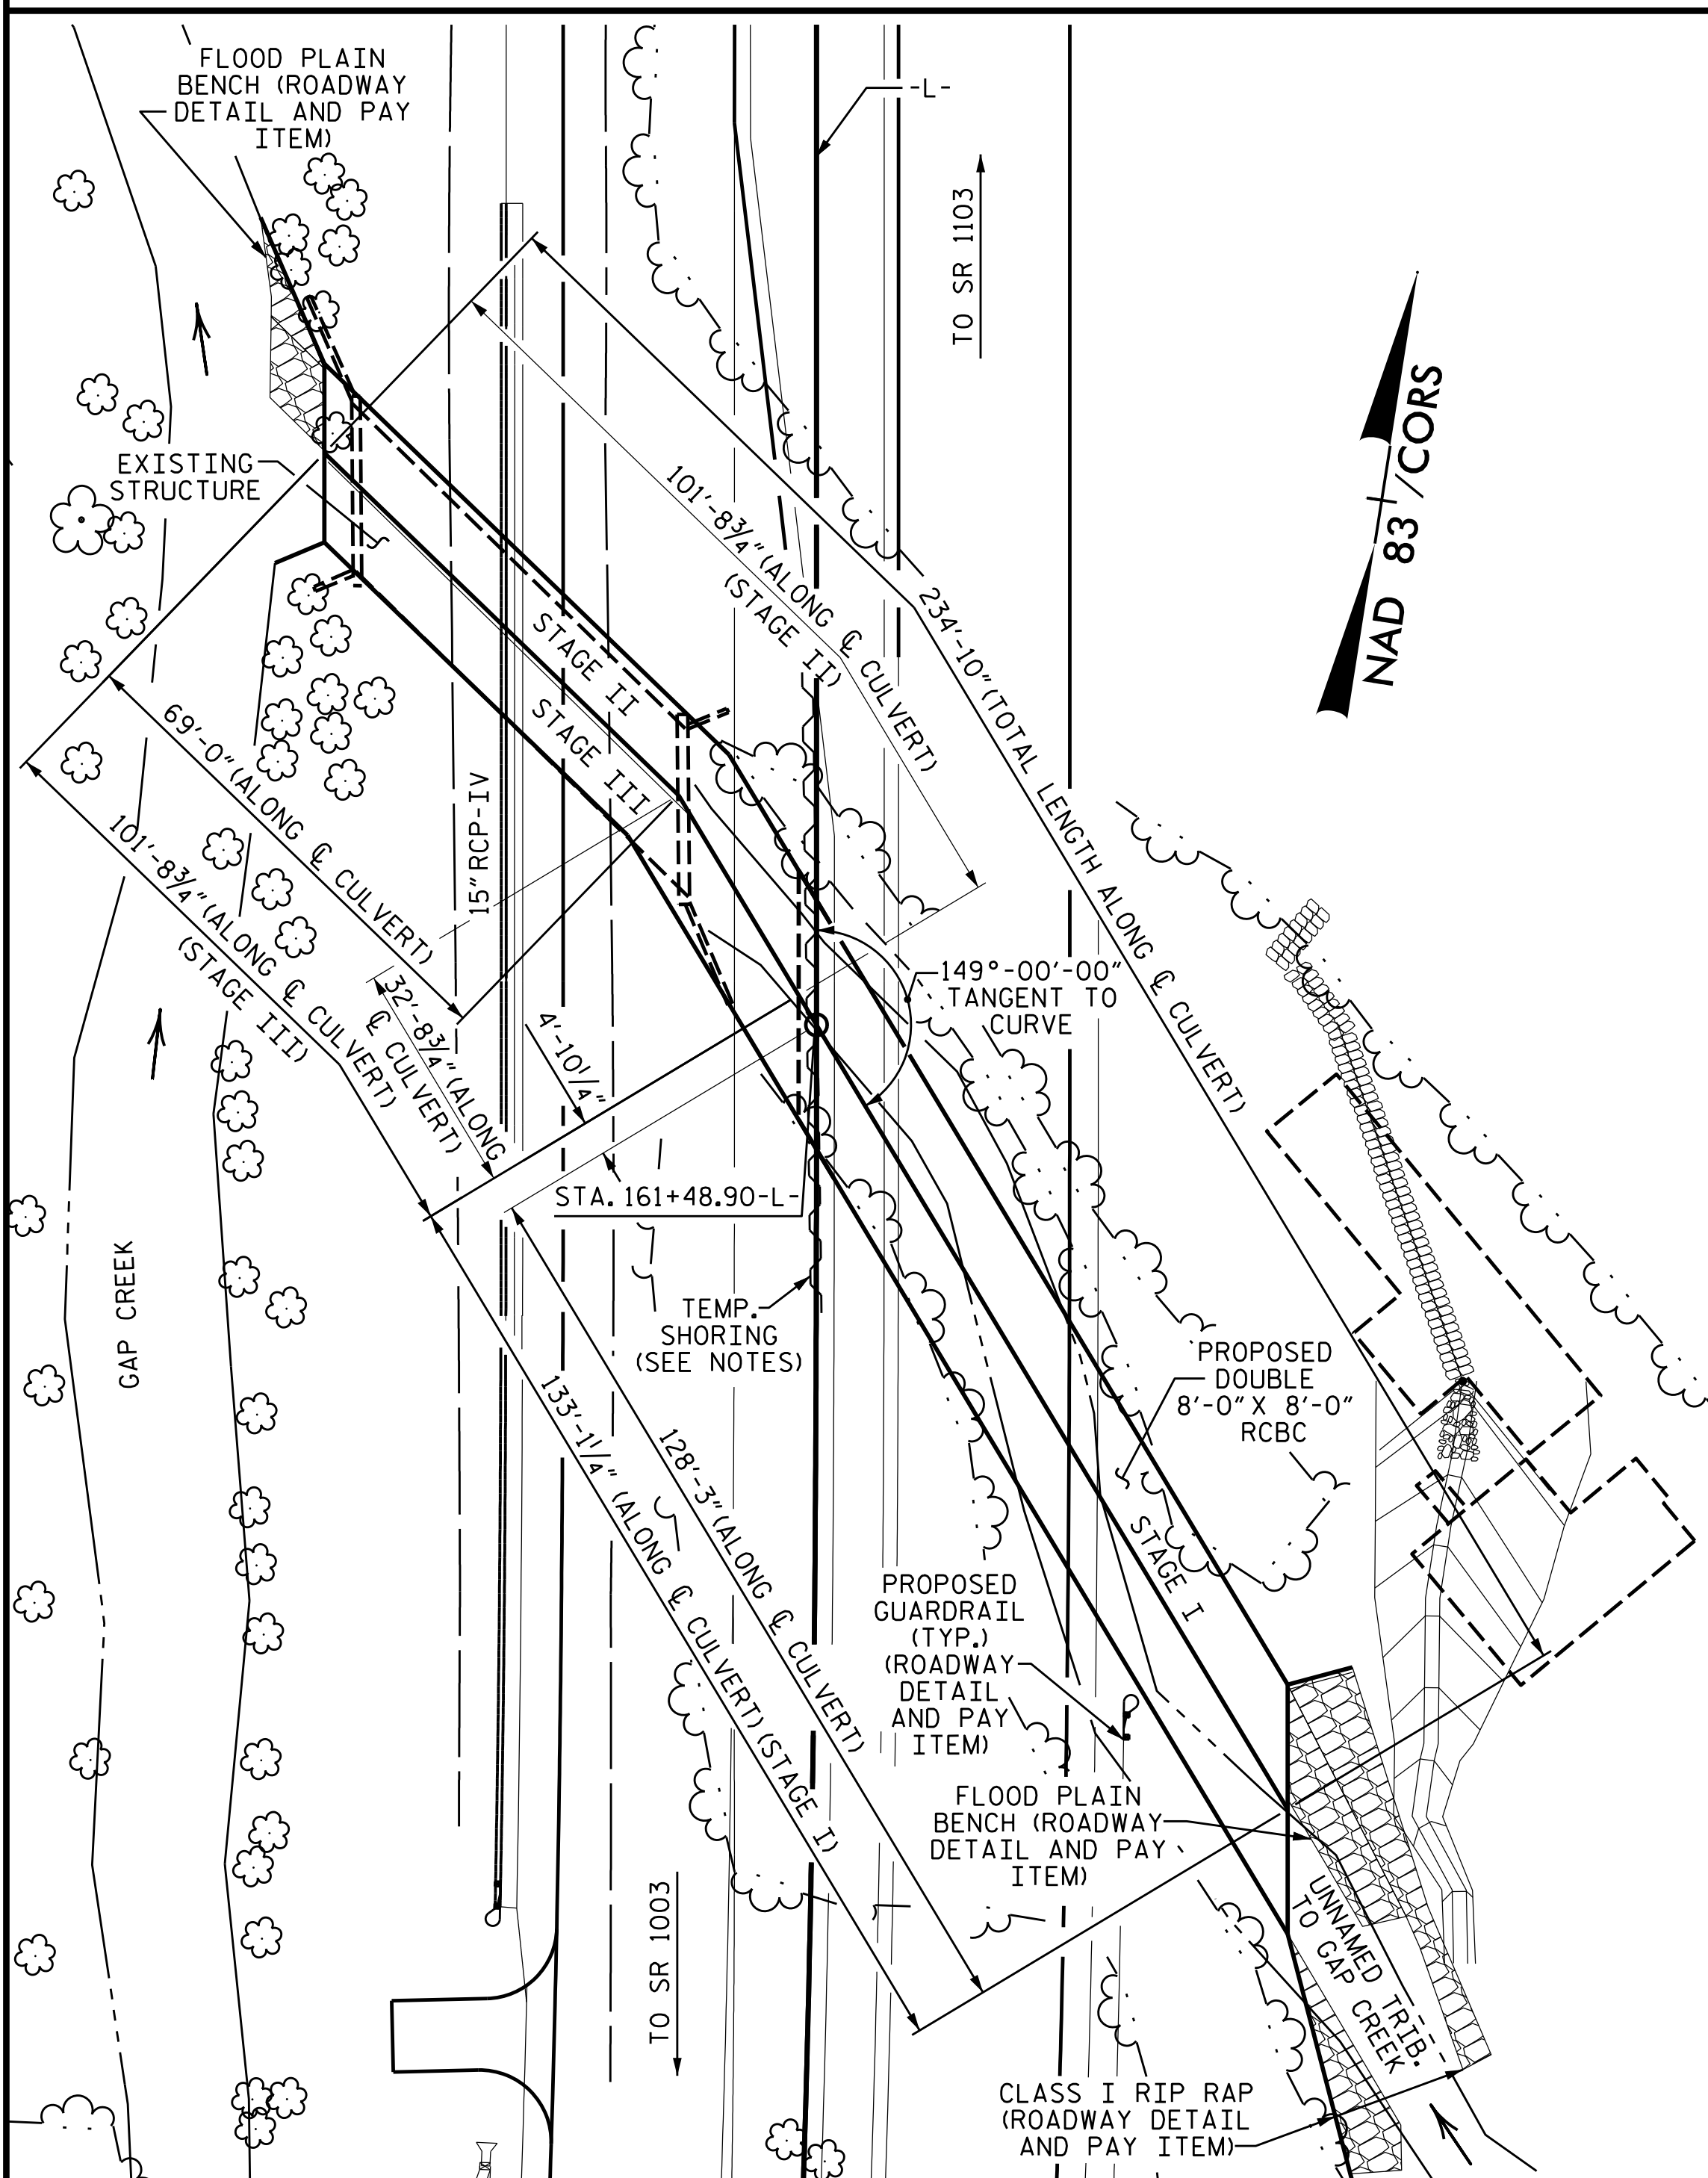 FLOOD PLAIN
BENCH (ROADWAY
DETAIL AND PAY
ITEM)
-L-
TO SR 1103
NAD 83/CORS
EXISTING
STRUCTURE
101'-8¾" (ALONG ℄ CULVERT)
(STAGE II)
234'-10" (TOTAL LENGTH ALONG ℄ CULVERT)
STAGE II
STAGE III
69'-0" (ALONG ℄ CULVERT)
101'-8¾" (ALONG ℄ CULVERT)
(STAGE III)
15" RCP-IV
32'-8¾" (ALONG
℄ CULVERT)
4'-10¼"
149°-00'-00"
TANGENT TO
CURVE
STA. 161+48.90-L-
GAP CREEK
TEMP.
SHORING
(SEE NOTES)
PROPOSED
DOUBLE
8'-0" X 8'-0"
RCBC
133'-1¼" (ALONG ℄ CULVERT) (STAGE I)
128'-3" (ALONG ℄ CULVERT)
STAGE I
PROPOSED
GUARDRAIL
(TYP.)
(ROADWAY
DETAIL
AND PAY
ITEM)
FLOOD PLAIN
BENCH (ROADWAY
DETAIL AND PAY
ITEM)
TO SR 1003
UNNAMED TRIB.
TO GAP CREEK
CLASS I RIP RAP
(ROADWAY DETAIL
AND PAY ITEM)